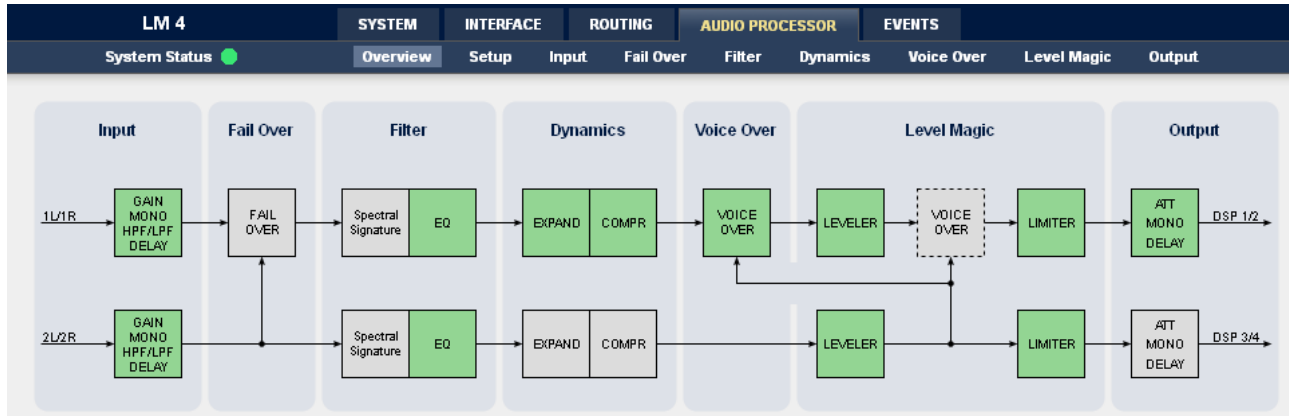 LM 4 SYSTEM INTERFACE ROUTING AUDIO PROCESSOR EVENTS
System Status Overview Setup Input Fail Over Filter Dynamics Voice Over Level Magic Output
Input Fail Over Filter Dynamics Voice Over Level Magic Output
1L/1R
GAIN
MONO
HPF/LPF
DELAY
FAIL
OVER
Spectral
Signature
EQ
EXPAND
COMPR
VOICE
OVER
LEVELER
VOICE
OVER
LIMITER
ATT
MONO
DELAY
DSP 1/2
2L/2R
GAIN
MONO
HPF/LPF
DELAY
Spectral
Signature
EQ
EXPAND
COMPR
LEVELER
LIMITER
ATT
MONO
DELAY
DSP 3/4